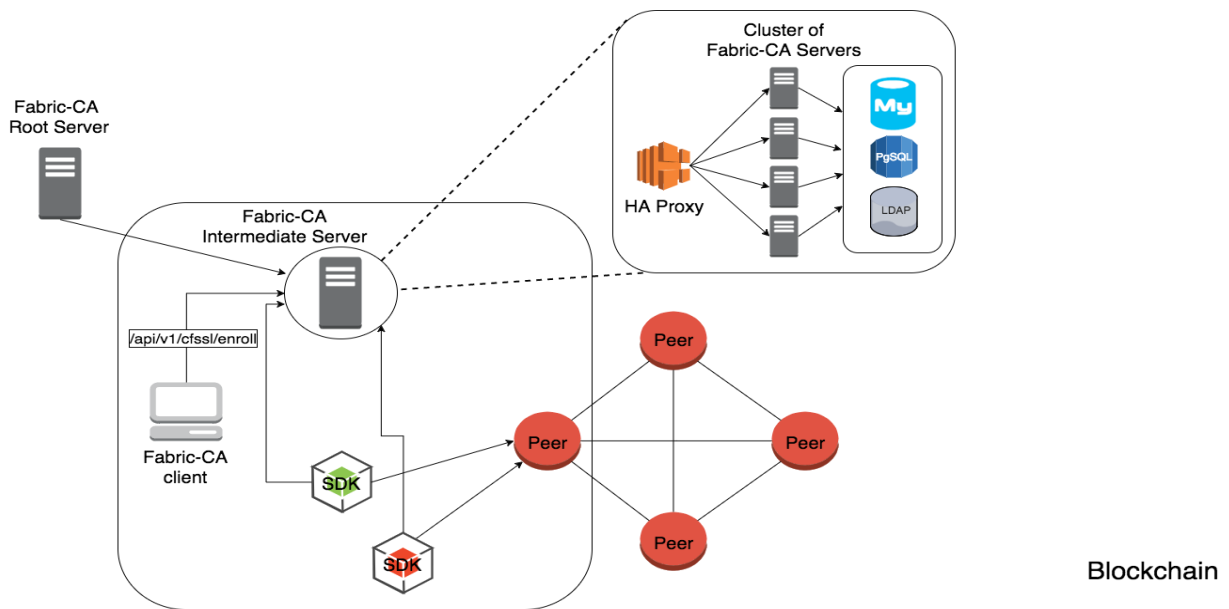 Cluster of
Fabric-CA Servers
My
PgSQL
LDAP
HA Proxy
Fabric-CA
Root Server
Fabric-CA
Intermediate Server
/api/v1/cfssl/enroll
Fabric-CA
client
SDK
SDK
Peer
Peer
Peer
Peer
Blockchain